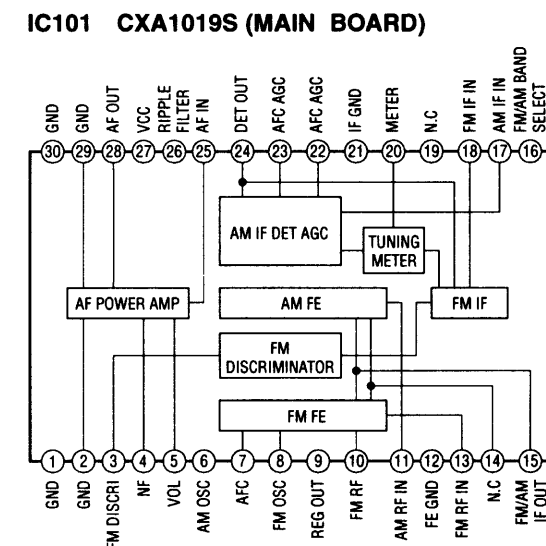 IC101 CXA1019S (MAIN BOARD)
GND
GND
AF OUT
VCC
RIPPLE
FILTER
AF IN
DET OUT
AFC AGC
AFC AGC
IF GND
METER
N.C
FM IF IN
AM IF IN
FM/AM BAND
SELECT
30 29 28 27 26 25 24 23 22 21 20 19 18 17 16
AM IF DET AGC
TUNING
METER
AF POWER AMP
AM FE
FM IF
FM
DISCRIMINATOR
FM FE
1 2 3 4 5 6 7 8 9 10 11 12 13 14 15
GND
GND
FM DISCRI
NF
VOL
AM OSC
AFC
FM OSC
REG OUT
FM RF
AM RF IN
FE GND
FM RF IN
N.C
FM/AM
IF OUT